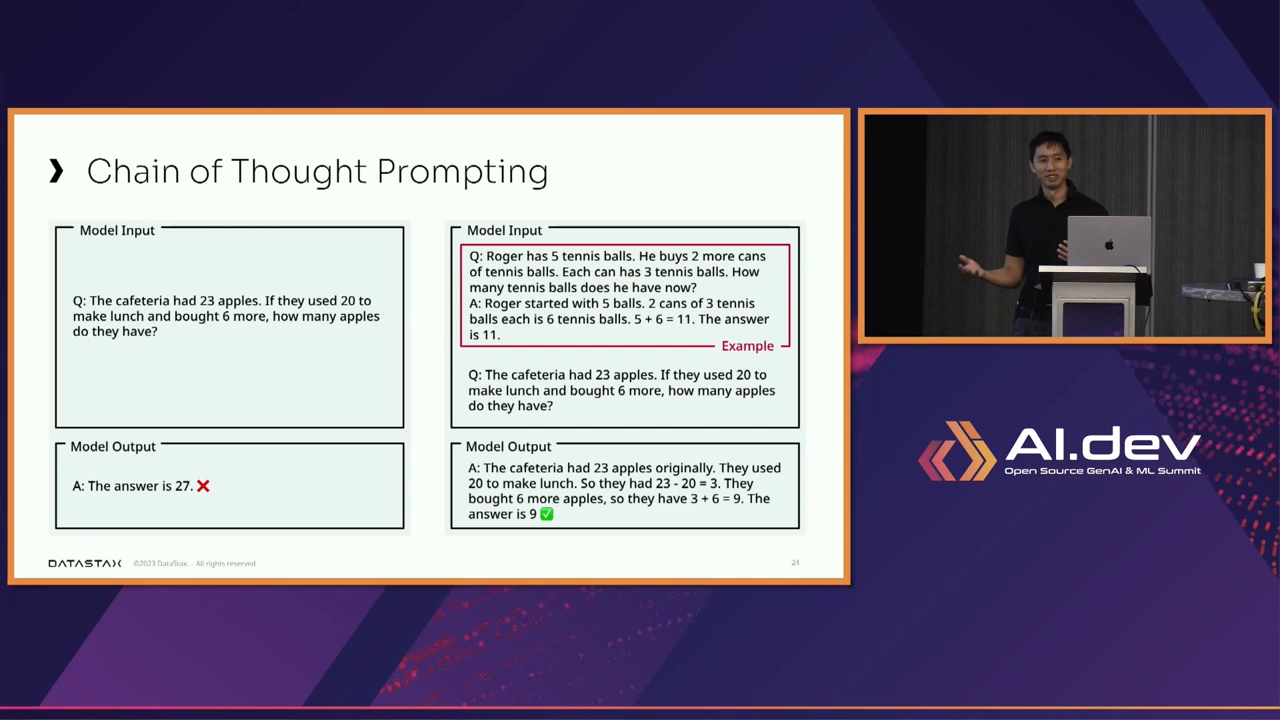 ❯ Chain of Thought Prompting
Model Input
Q: The cafeteria had 23 apples. If they used 20 to
make lunch and bought 6 more, how many apples
do they have?
Model Output
A: The answer is 27. ❌
Model Input
Q: Roger has 5 tennis balls. He buys 2 more cans
of tennis balls. Each can has 3 tennis balls. How
many tennis balls does he have now?
A: Roger started with 5 balls. 2 cans of 3 tennis
balls each is 6 tennis balls. 5 + 6 = 11. The answer
is 11.
Example
Q: The cafeteria had 23 apples. If they used 20 to
make lunch and bought 6 more, how many apples
do they have?
Model Output
A: The cafeteria had 23 apples originally. They used
20 to make lunch. So they had 23 - 20 = 3. They
bought 6 more apples, so they have 3 + 6 = 9. The
answer is 9 ✅
DATASTAX ©2023 DataStax. - All rights reserved
24
AI.dev
Open Source GenAI & ML Summit